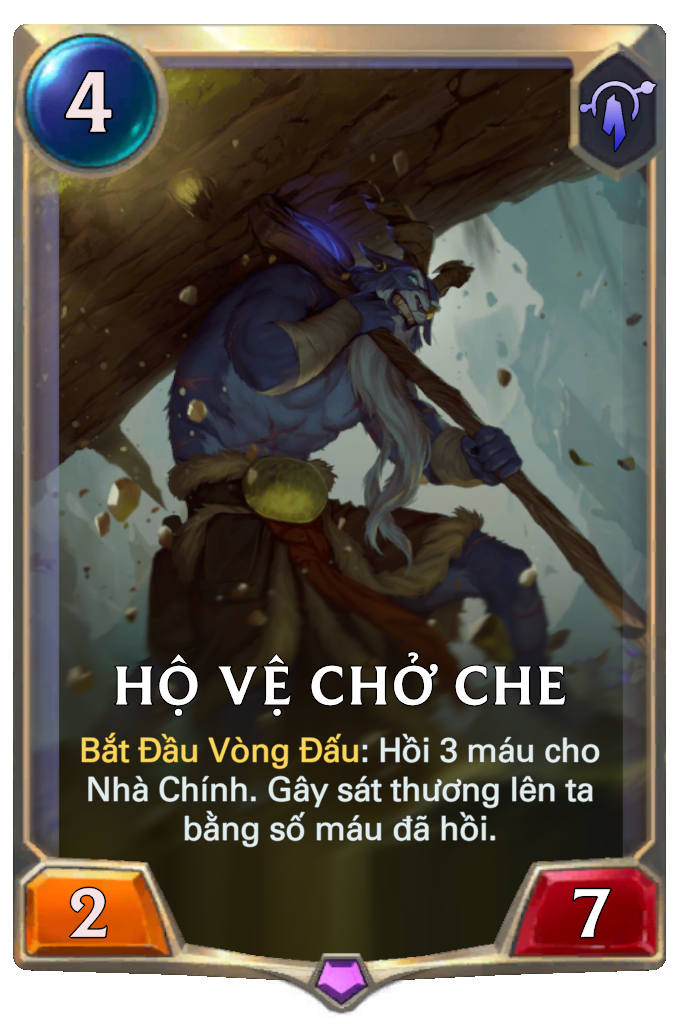 4
HỘ VỆ CHỞ CHE
Bắt Đầu Vòng Đấu: Hồi 3 máu cho
Nhà Chính. Gây sát thương lên ta
bằng số máu đã hồi.
2
7